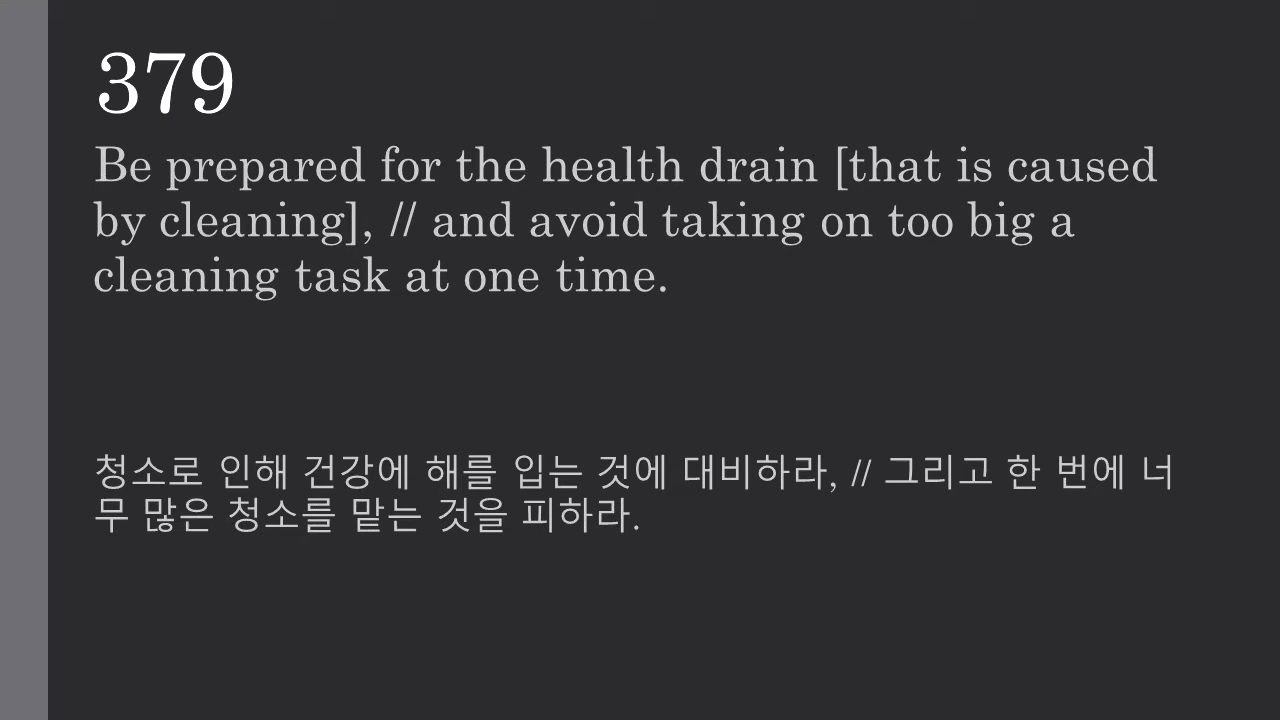 379
Be prepared for the health drain [that is caused
by cleaning], // and avoid taking on too big a
cleaning task at one time.
청소로 인해 건강에 해를 입는 것에 대비하라, // 그리고 한 번에 너
무 많은 청소를 맡는 것을 피하라.